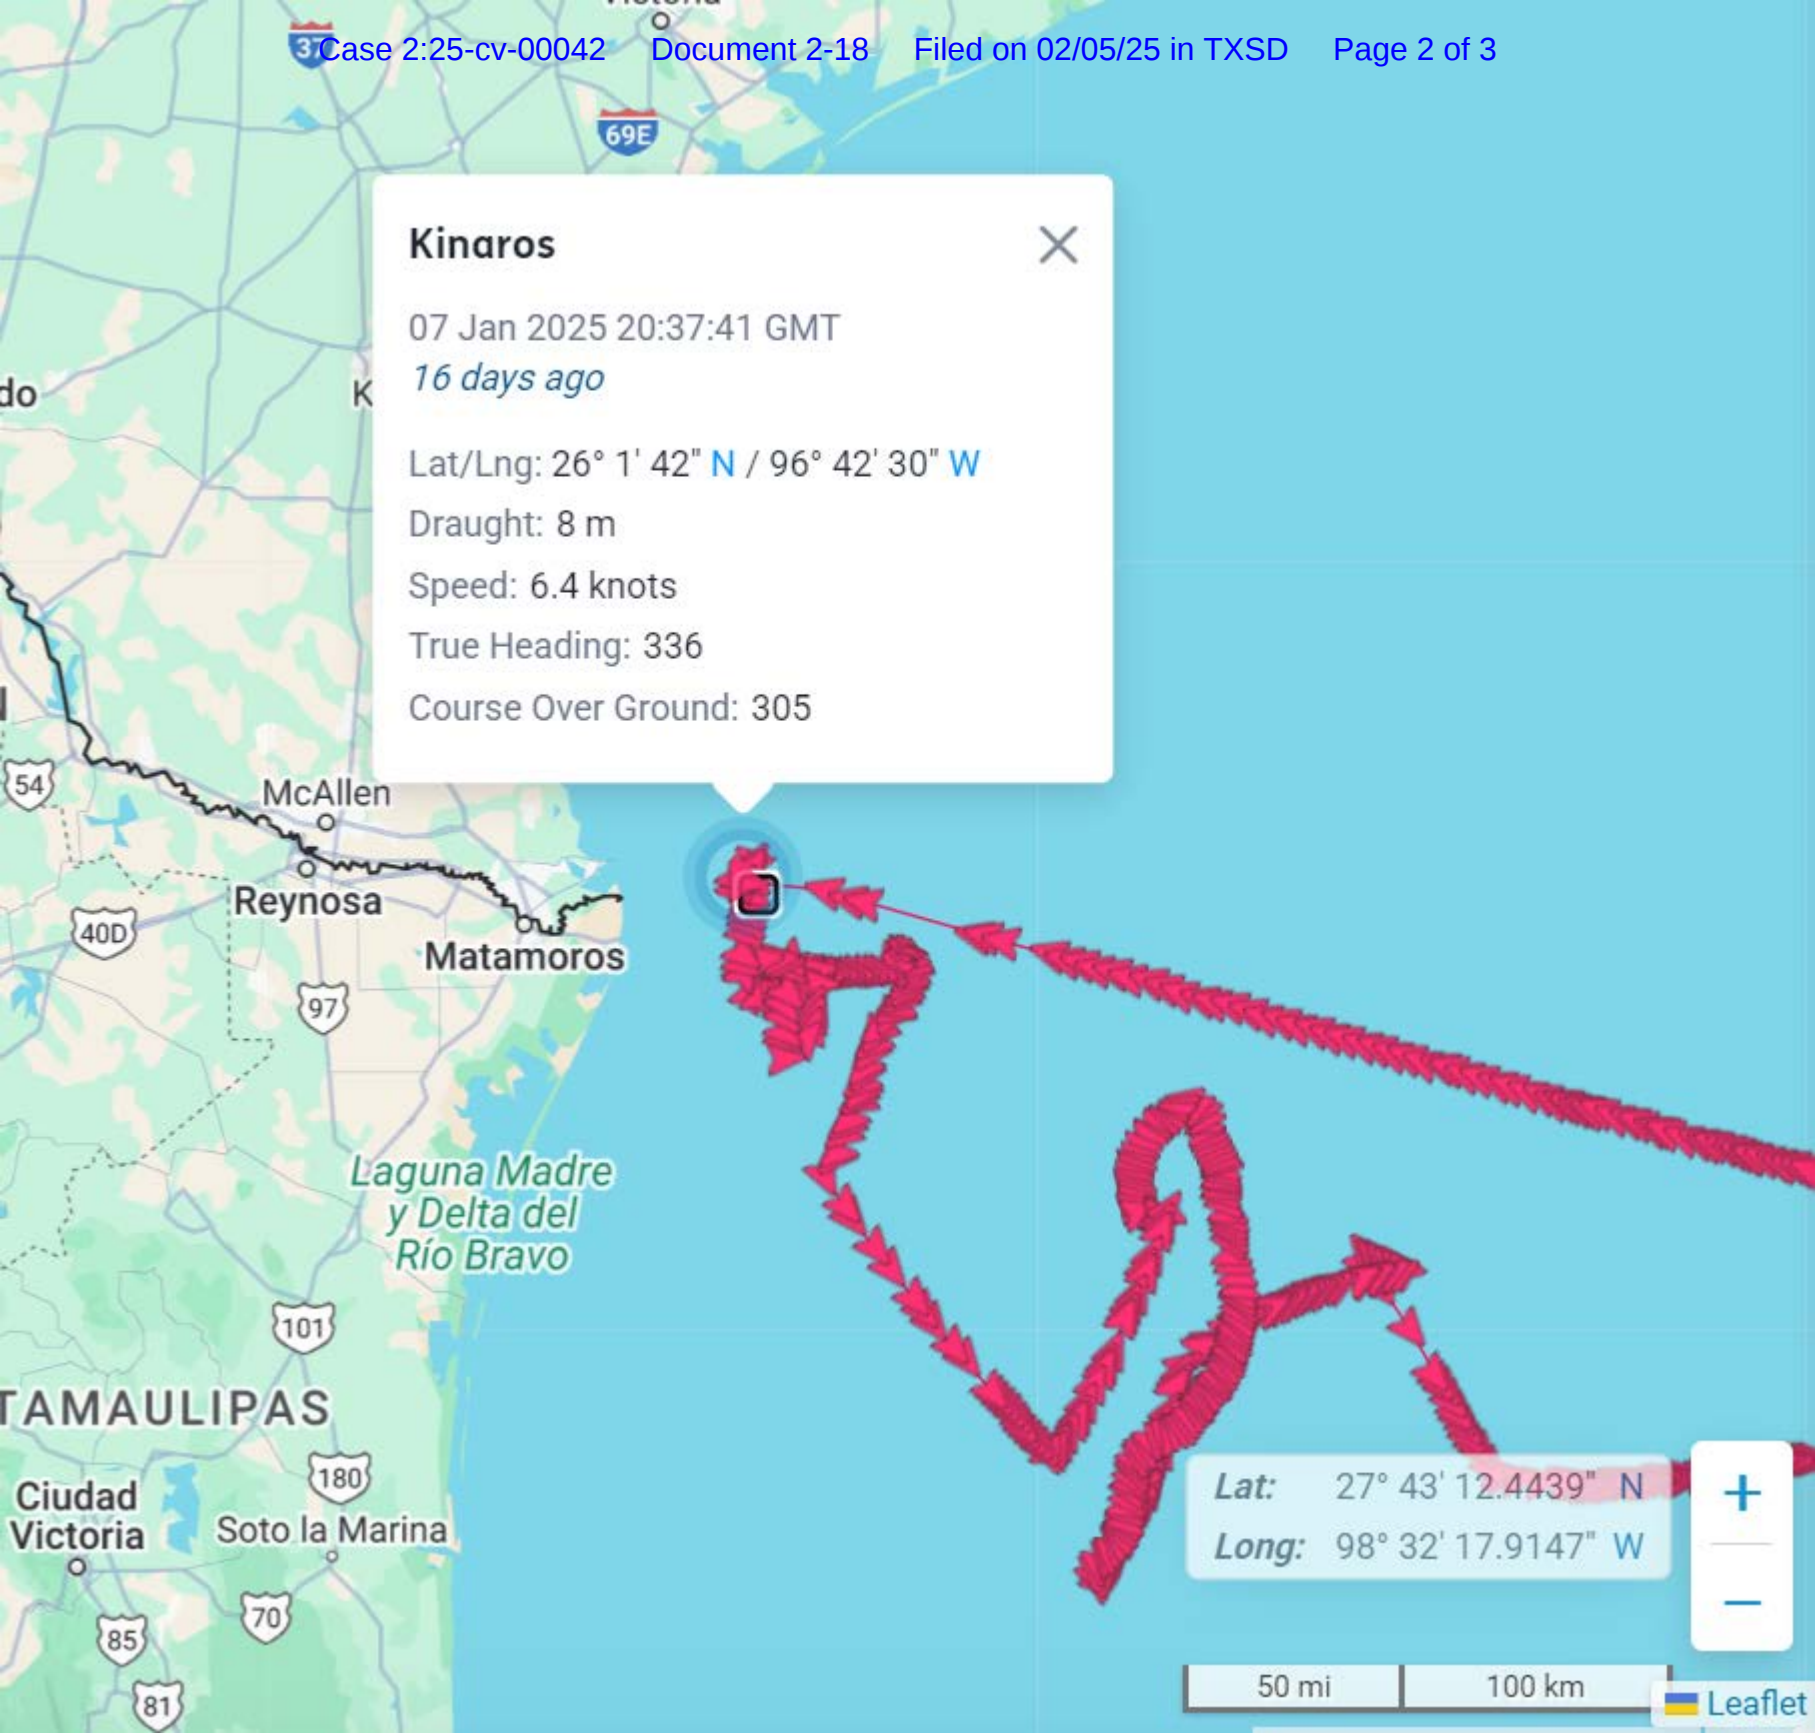 37
Case 2:25-cv-00042 Document 2-18 Filed on 02/05/25 in TXSD Page 2 of 3
69E
Kinaros
07 Jan 2025 20:37:41 GMT
16 days ago
do
K
Lat/Lng: 26° 1' 42" N / 96° 42' 30" W
Draught: 8 m
Speed: 6.4 knots
True Heading: 336
Course Over Ground: 305
54
McAllen
Reynosa
40D
Matamoros
97
Laguna Madre
y Delta del
Río Bravo
101
TAMAULIPAS
180
Ciudad
Victoria
Soto la Marina
70
85
81
Lat: 27° 43' 12.4439" N
Long: 98° 32' 17.9147" W
+
−
50 mi 100 km
Leaflet